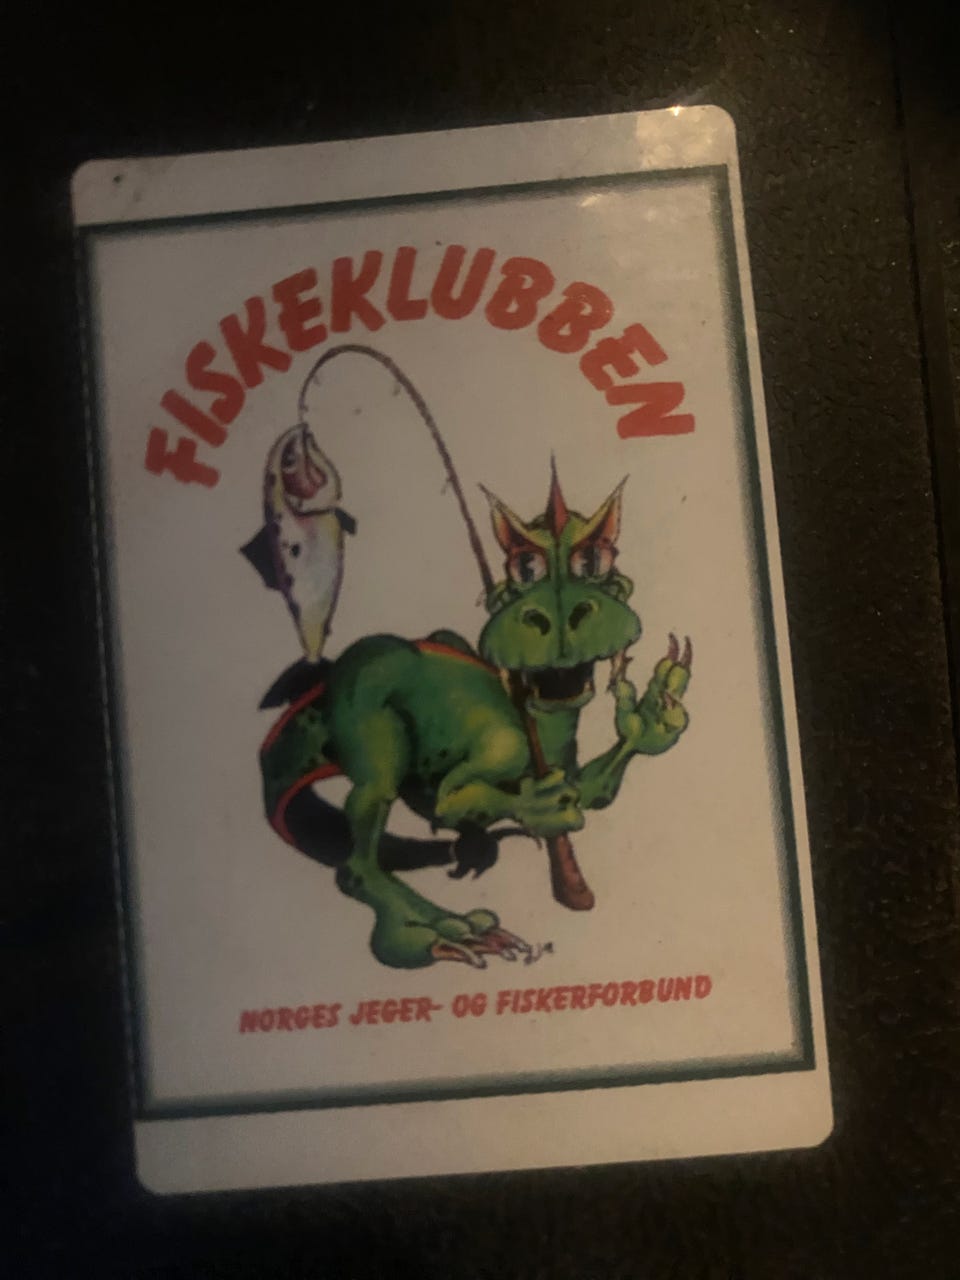 FISKEKLUBBEN
NORGES JEGER- OG FISKERFORBUND